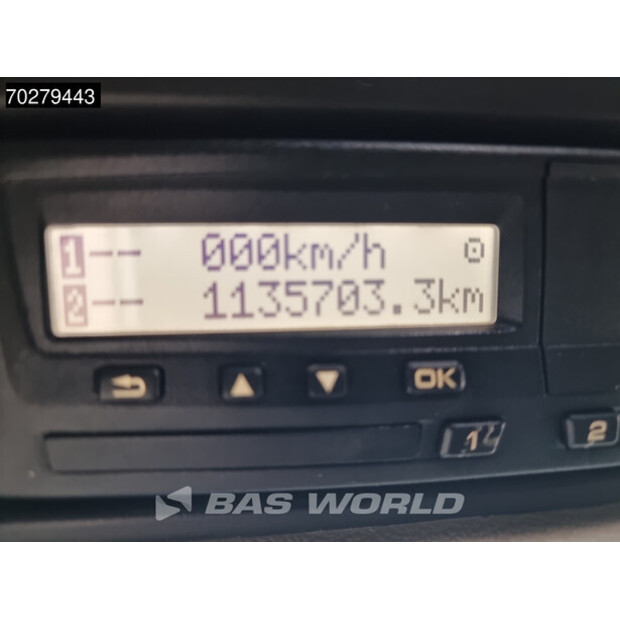 70279443
1-- 000km/h
2-- 1135703.3km
OK
1
2
BAS WORLD